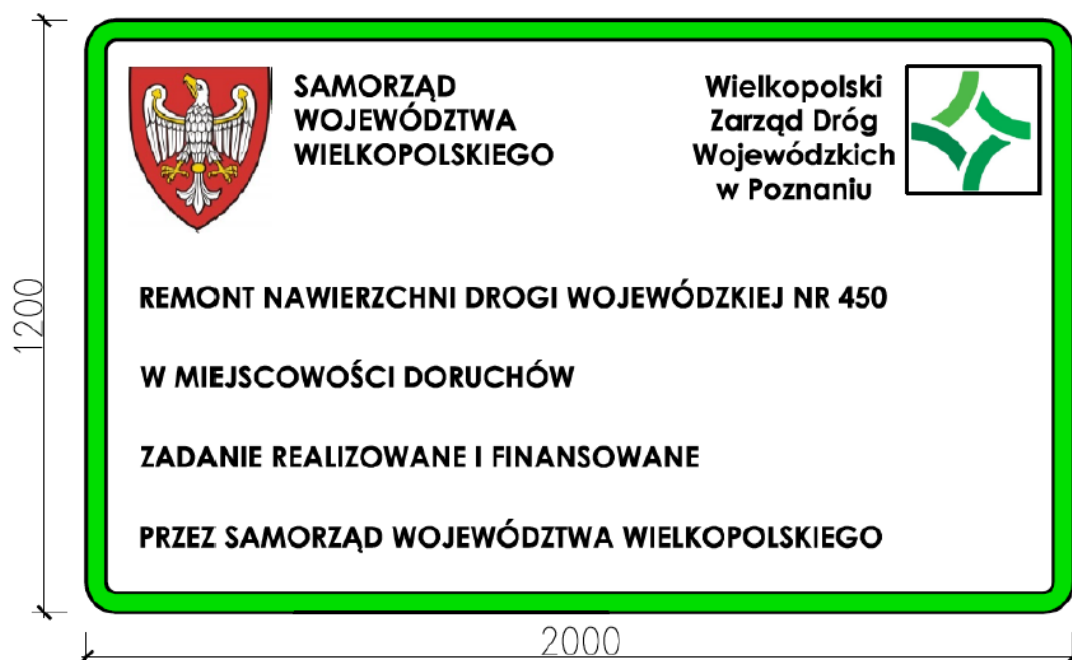 SAMORZĄD
WOJEWÓDZTWA
WIELKOPOLSKIEGO
Wielkopolski
Zarząd Dróg
Wojewódzkich
w Poznaniu
REMONT NAWIERZCHNI DROGI WOJEWÓDZKIEJ NR 450
W MIEJSCOWOŚCI DORUCHÓW
ZADANIE REALIZOWANE I FINANSOWANE
PRZEZ SAMORZĄD WOJEWÓDZTWA WIELKOPOLSKIEGO
1200
2000